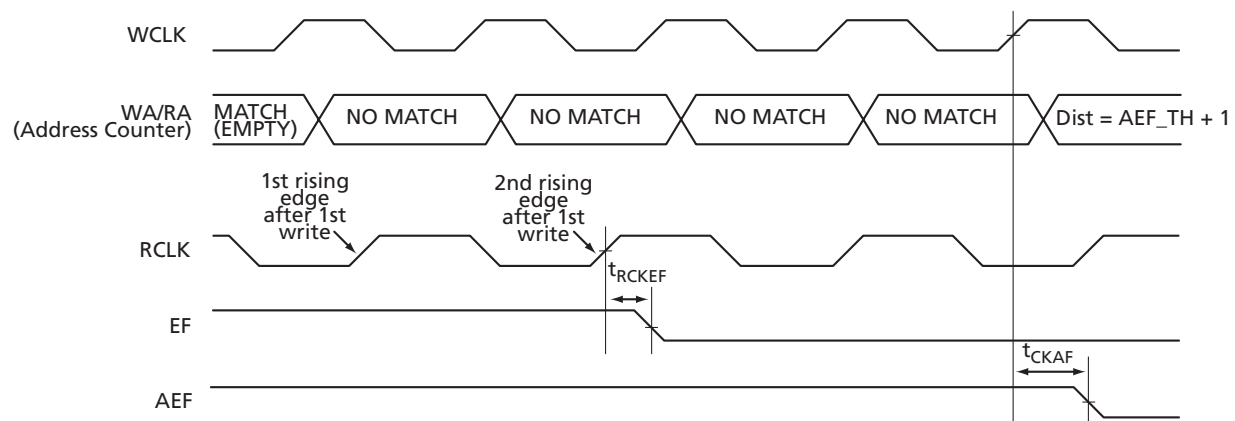 WCLK
WA/RA
(Address Counter)
MATCH
(EMPTY)
NO MATCH
NO MATCH
NO MATCH
NO MATCH
Dist = AEF_TH + 1
1st rising
edge
after 1st
write
2nd rising
edge
after 1st
write
RCLK
tRCKEF
EF
tCKAF
AEF